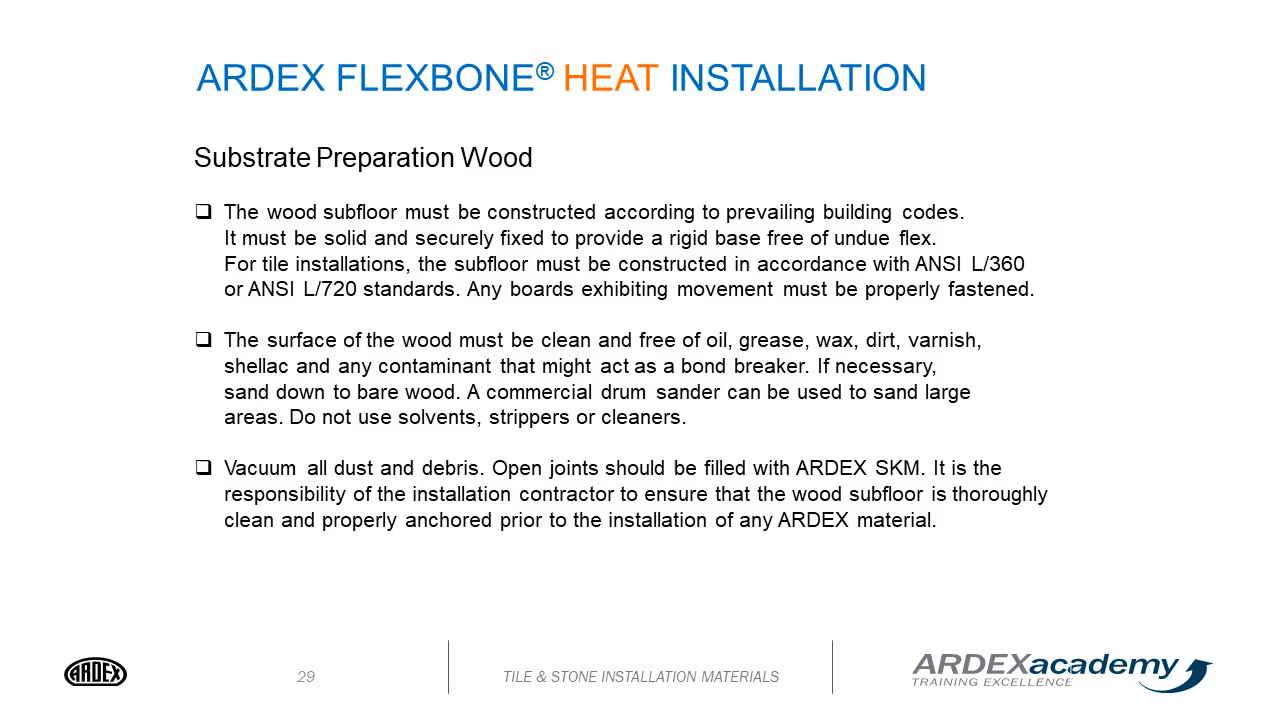 ARDEX FLEXBONE® HEAT INSTALLATION
Substrate Preparation Wood
❑ The wood subfloor must be constructed according to prevailing building codes.
It must be solid and securely fixed to provide a rigid base free of undue flex.
For tile installations, the subfloor must be constructed in accordance with ANSI L/360
or ANSI L/720 standards. Any boards exhibiting movement must be properly fastened.
❑ The surface of the wood must be clean and free of oil, grease, wax, dirt, varnish,
shellac and any contaminant that might act as a bond breaker. If necessary,
sand down to bare wood. A commercial drum sander can be used to sand large
areas. Do not use solvents, strippers or cleaners.
❑ Vacuum all dust and debris. Open joints should be filled with ARDEX SKM. It is the
responsibility of the installation contractor to ensure that the wood subfloor is thoroughly
clean and properly anchored prior to the installation of any ARDEX material.
ARDEX
29
TILE & STONE INSTALLATION MATERIALS
ARDEXacademy
TRAINING EXCELLENCE